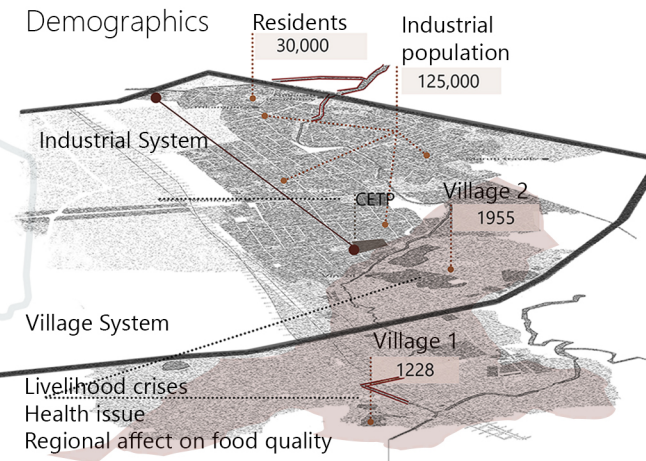 Demographics
Residents
30,000
Industrial
population
125,000
Industrial System
CETP
Village 2
1955
Village System
Village 1
1228
Livelihood crises
Health issue
Regional affect on food quality